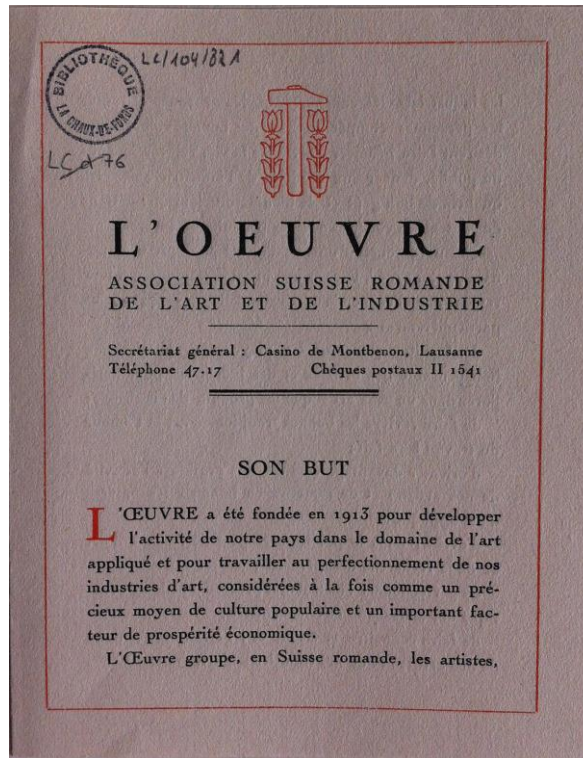 BIBLIOTHÈQUE
LA CHAUX-DE-FONDS
LC/104/821
76
L'OEUVRE
ASSOCIATION SUISSE ROMANDE
DE L'ART ET DE L'INDUSTRIE
Secrétariat général : Casino de Montbenon, Lausanne
Téléphone 47.17 Chèques postaux II 1541
SON BUT
L'ŒUVRE a été fondée en 1913 pour développer
l'activité de notre pays dans le domaine de l'art
appliqué et pour travailler au perfectionnement de nos
industries d'art, considérées à la fois comme un pré-
cieux moyen de culture populaire et un important fac-
teur de prospérité économique.
L'Œuvre groupe, en Suisse romande, les artistes,